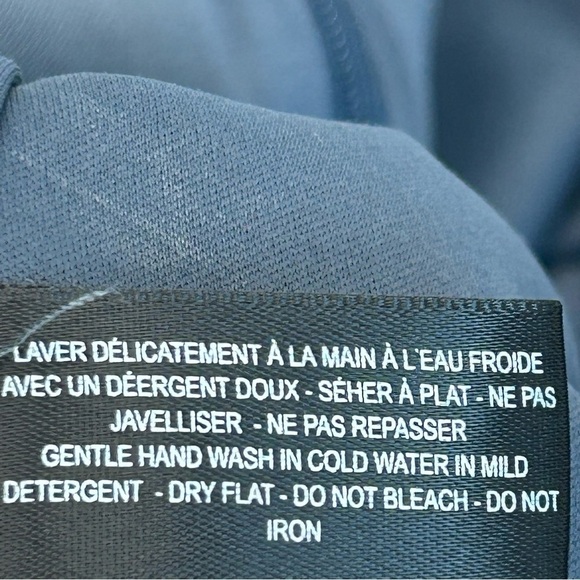 LAVER DÉLICATEMENT À LA MAIN À L'EAU FROIDE
AVEC UN DÉERGENT DOUX - SÉHER À PLAT - NE PAS
JAVELLISER - NE PAS REPASSER
GENTLE HAND WASH IN COLD WATER IN MILD
DETERGENT - DRY FLAT - DO NOT BLEACH - DO NOT
IRON